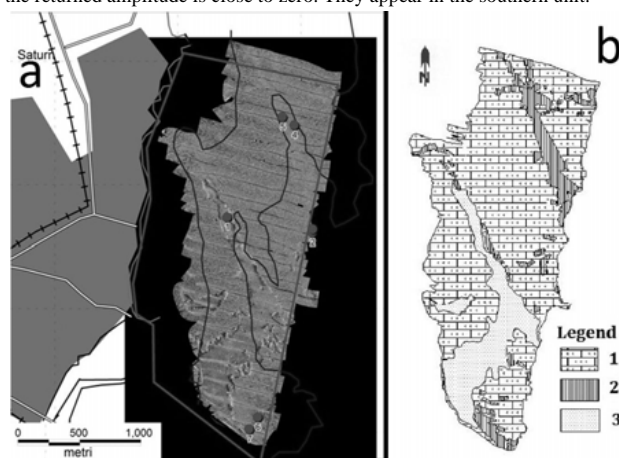 the returned amplitude is close to zero. They appear in the southern unit.
Saturn
a
b
N
Legend
1
2
3
0 500 1,000
metri